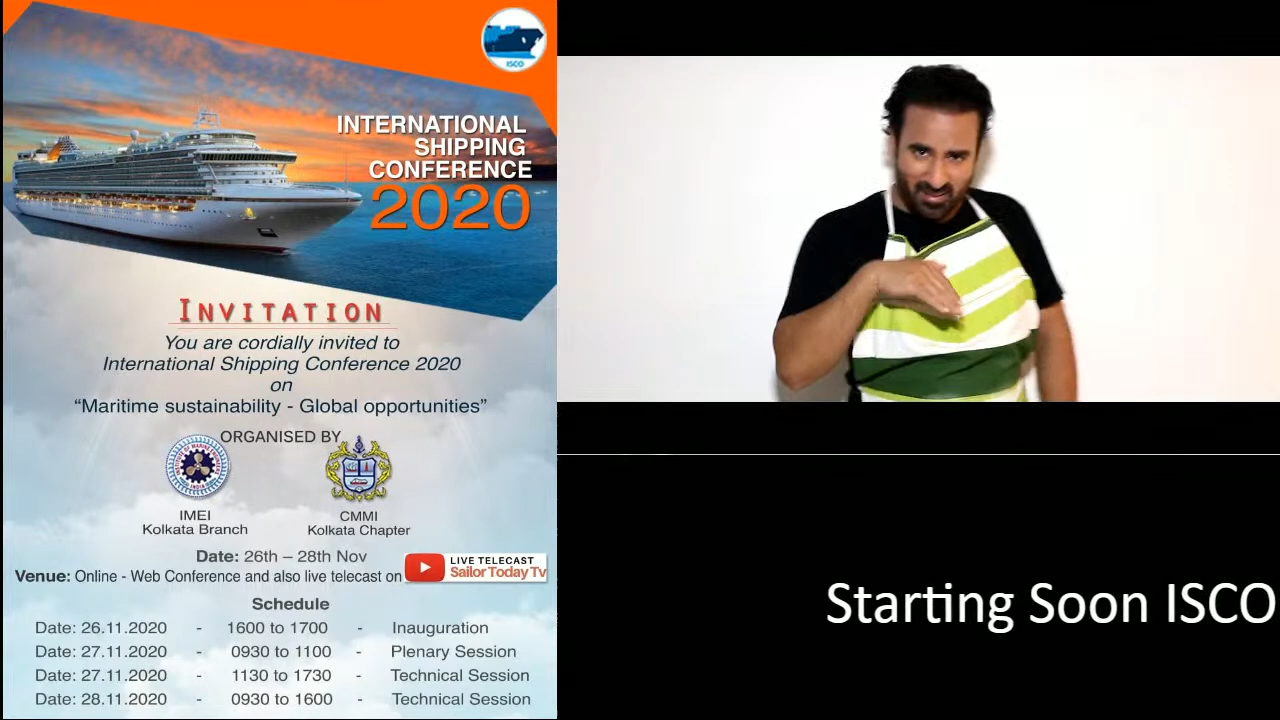 ISCO
INTERNATIONAL
SHIPPING
CONFERENCE
2020
INVITATION
You are cordially invited to
International Shipping Conference 2020
on
“Maritime sustainability - Global opportunities”
ORGANISED BY
IMEI
Kolkata Branch
CMMI
Kolkata Chapter
Date: 26th – 28th Nov
Venue: Online - Web Conference and also live telecast on
LIVE TELECAST
Sailor Today Tv
Schedule
Date: 26.11.2020 - 1600 to 1700 - Inauguration
Date: 27.11.2020 - 0930 to 1100 - Plenary Session
Date: 27.11.2020 - 1130 to 1730 - Technical Session
Date: 28.11.2020 - 0930 to 1600 - Technical Session
Starting Soon ISCO